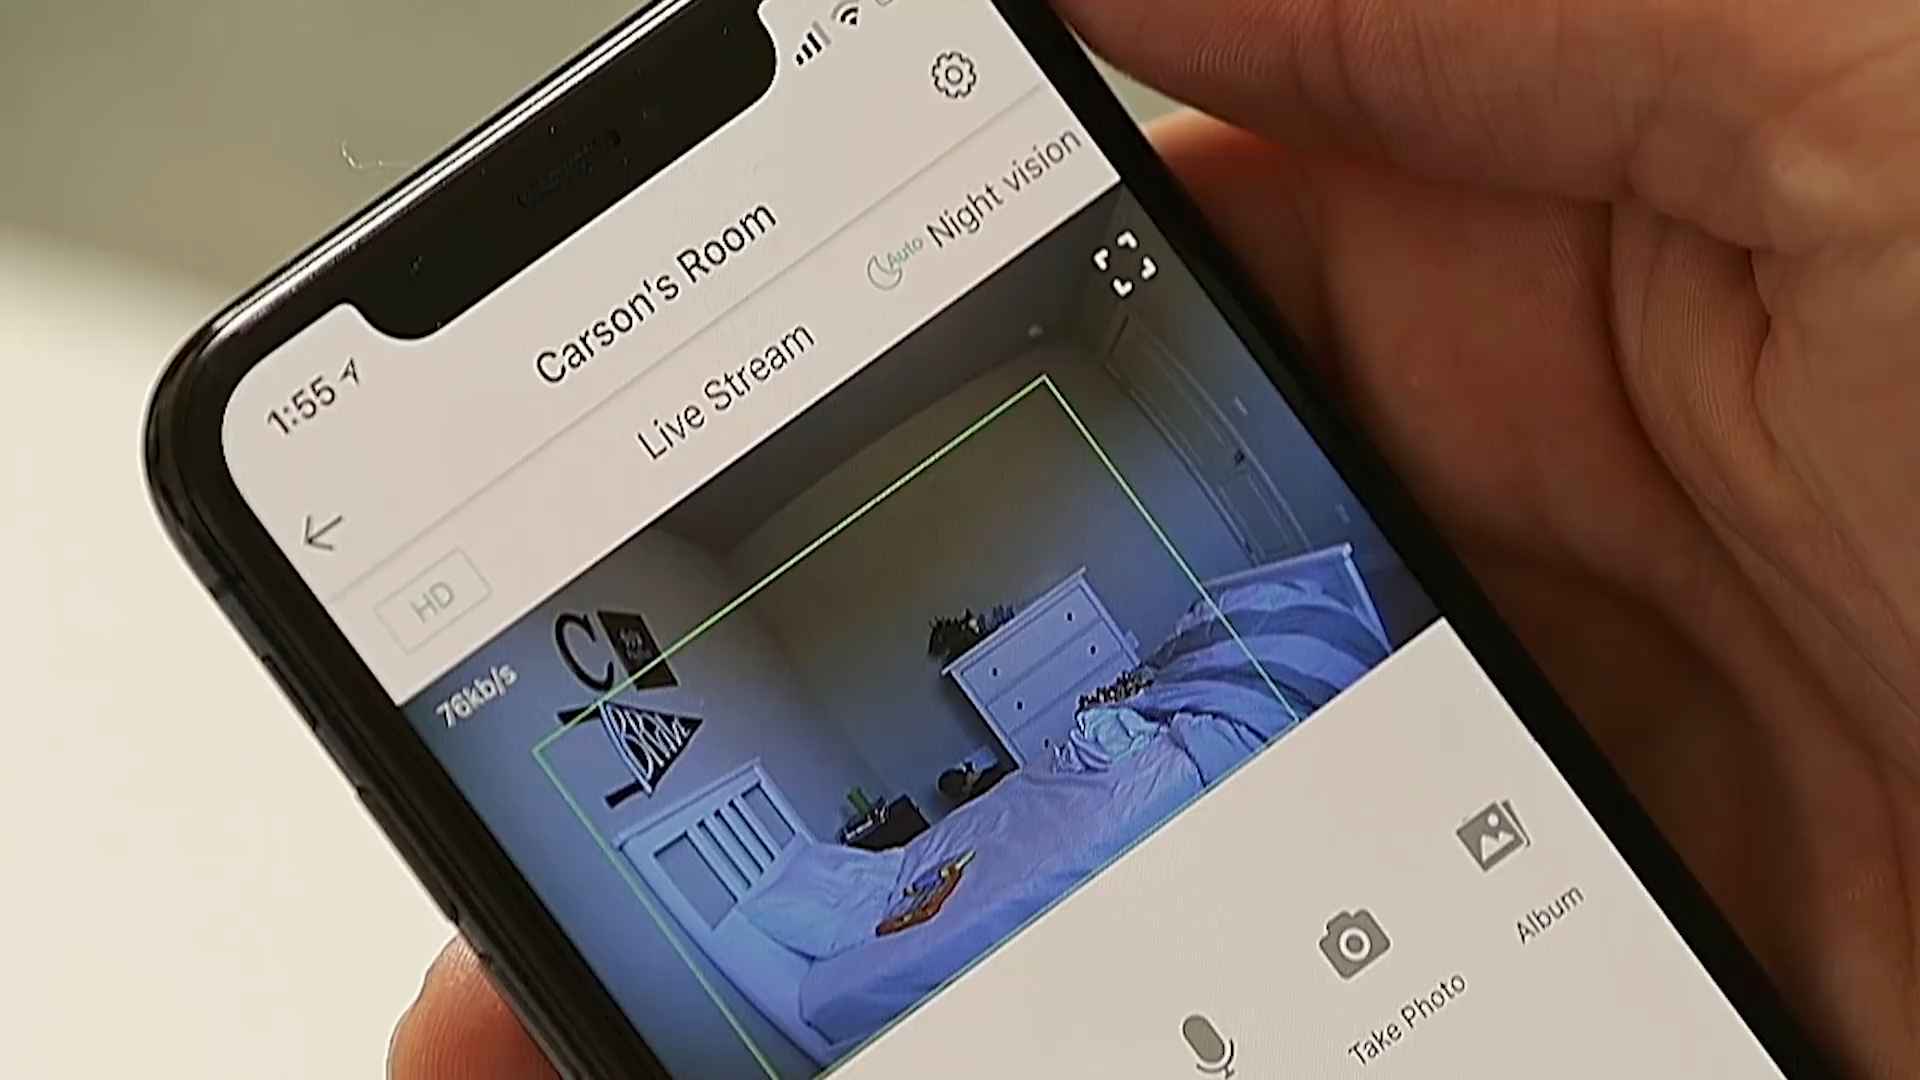 1:55
Carson's Room
HD
Live Stream
Auto Night vision
76kb/s
C
Take Photo
Album